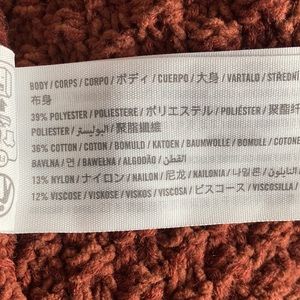 BODY / CORPS / CORPO / ボディ / CUERPO / 大身 / VARTALO / STŘEDNÍ
布身
39% POLYESTER / POLIESTERE / ポリエステル / POLIÉSTER / 聚酯纤
POLIESTER / البوليستر / 聚脂纖維
36% COTTON / COTON / BOMULD / KATOEN / BAUMWOLLE / BOMULL / COTONE
BAVLNA / 면 / BAWEŁNA / ALGODÃO / القطن
13% NYLON / ナイロン / NAILON / 尼龙 / NAILONIA / 나일론 / النايلون
12% VISCOSE / VISKOSE / VISKOS / VISCOSA / ビスコース / VISCOSILLA /